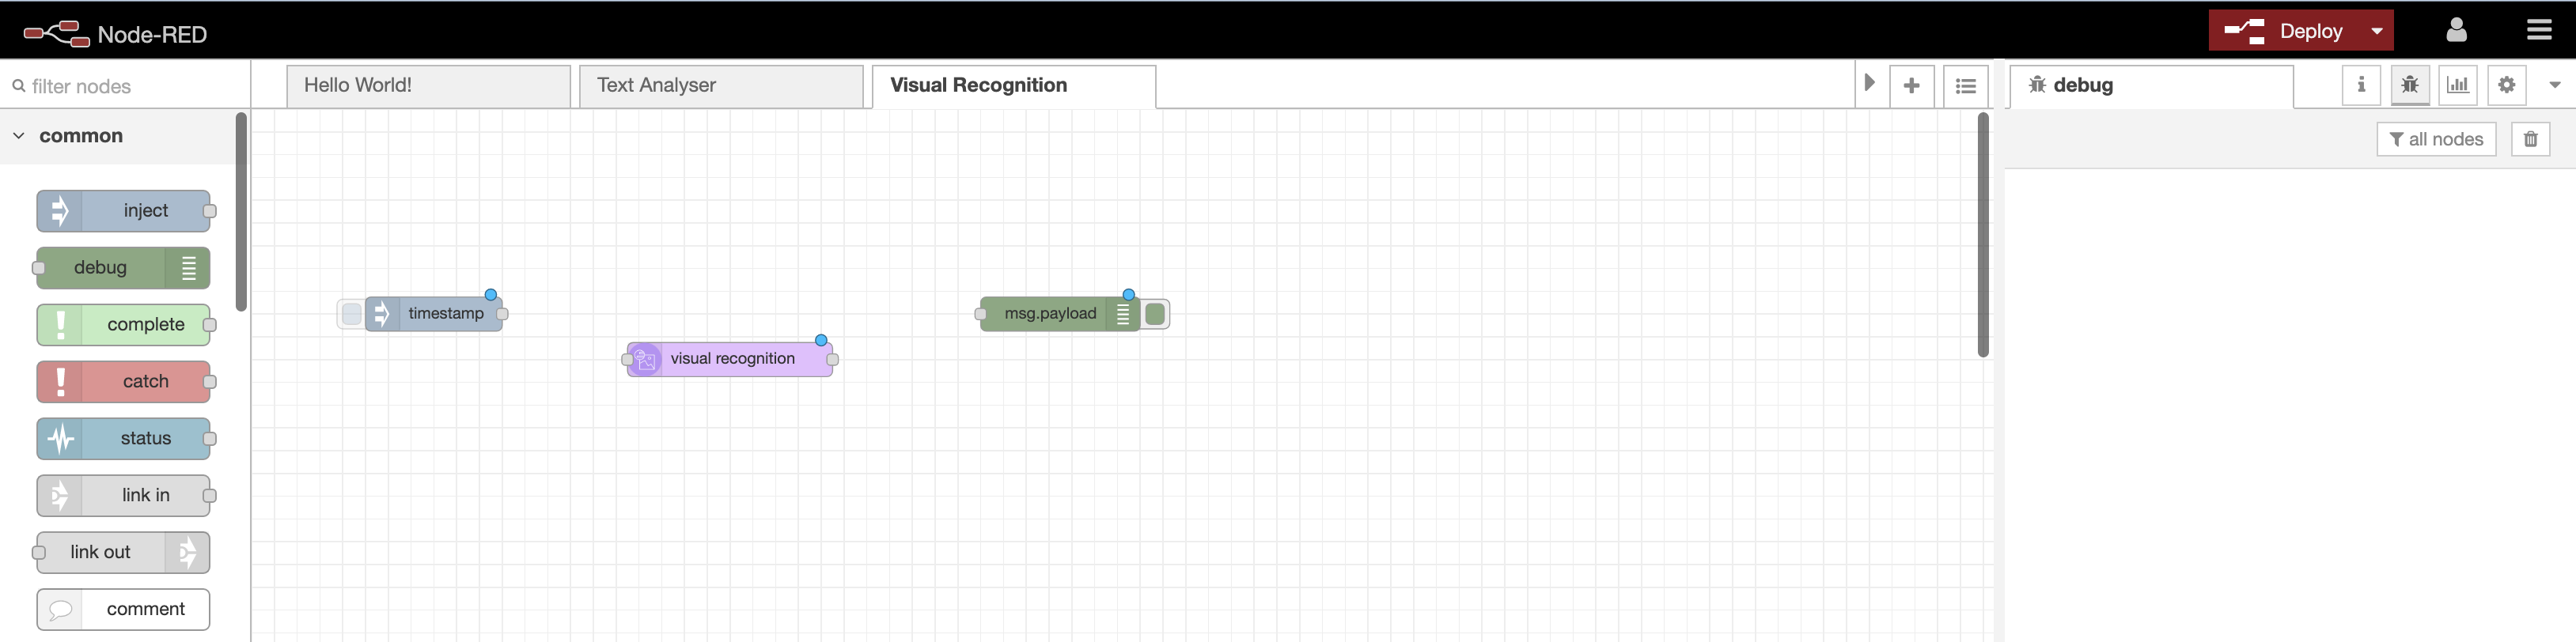 Node-RED
Deploy
filter nodes
Hello World!
Text Analyser
Visual Recognition
debug
common
all nodes
inject
debug
complete
catch
status
link in
link out
comment
timestamp
msg.payload
visual recognition